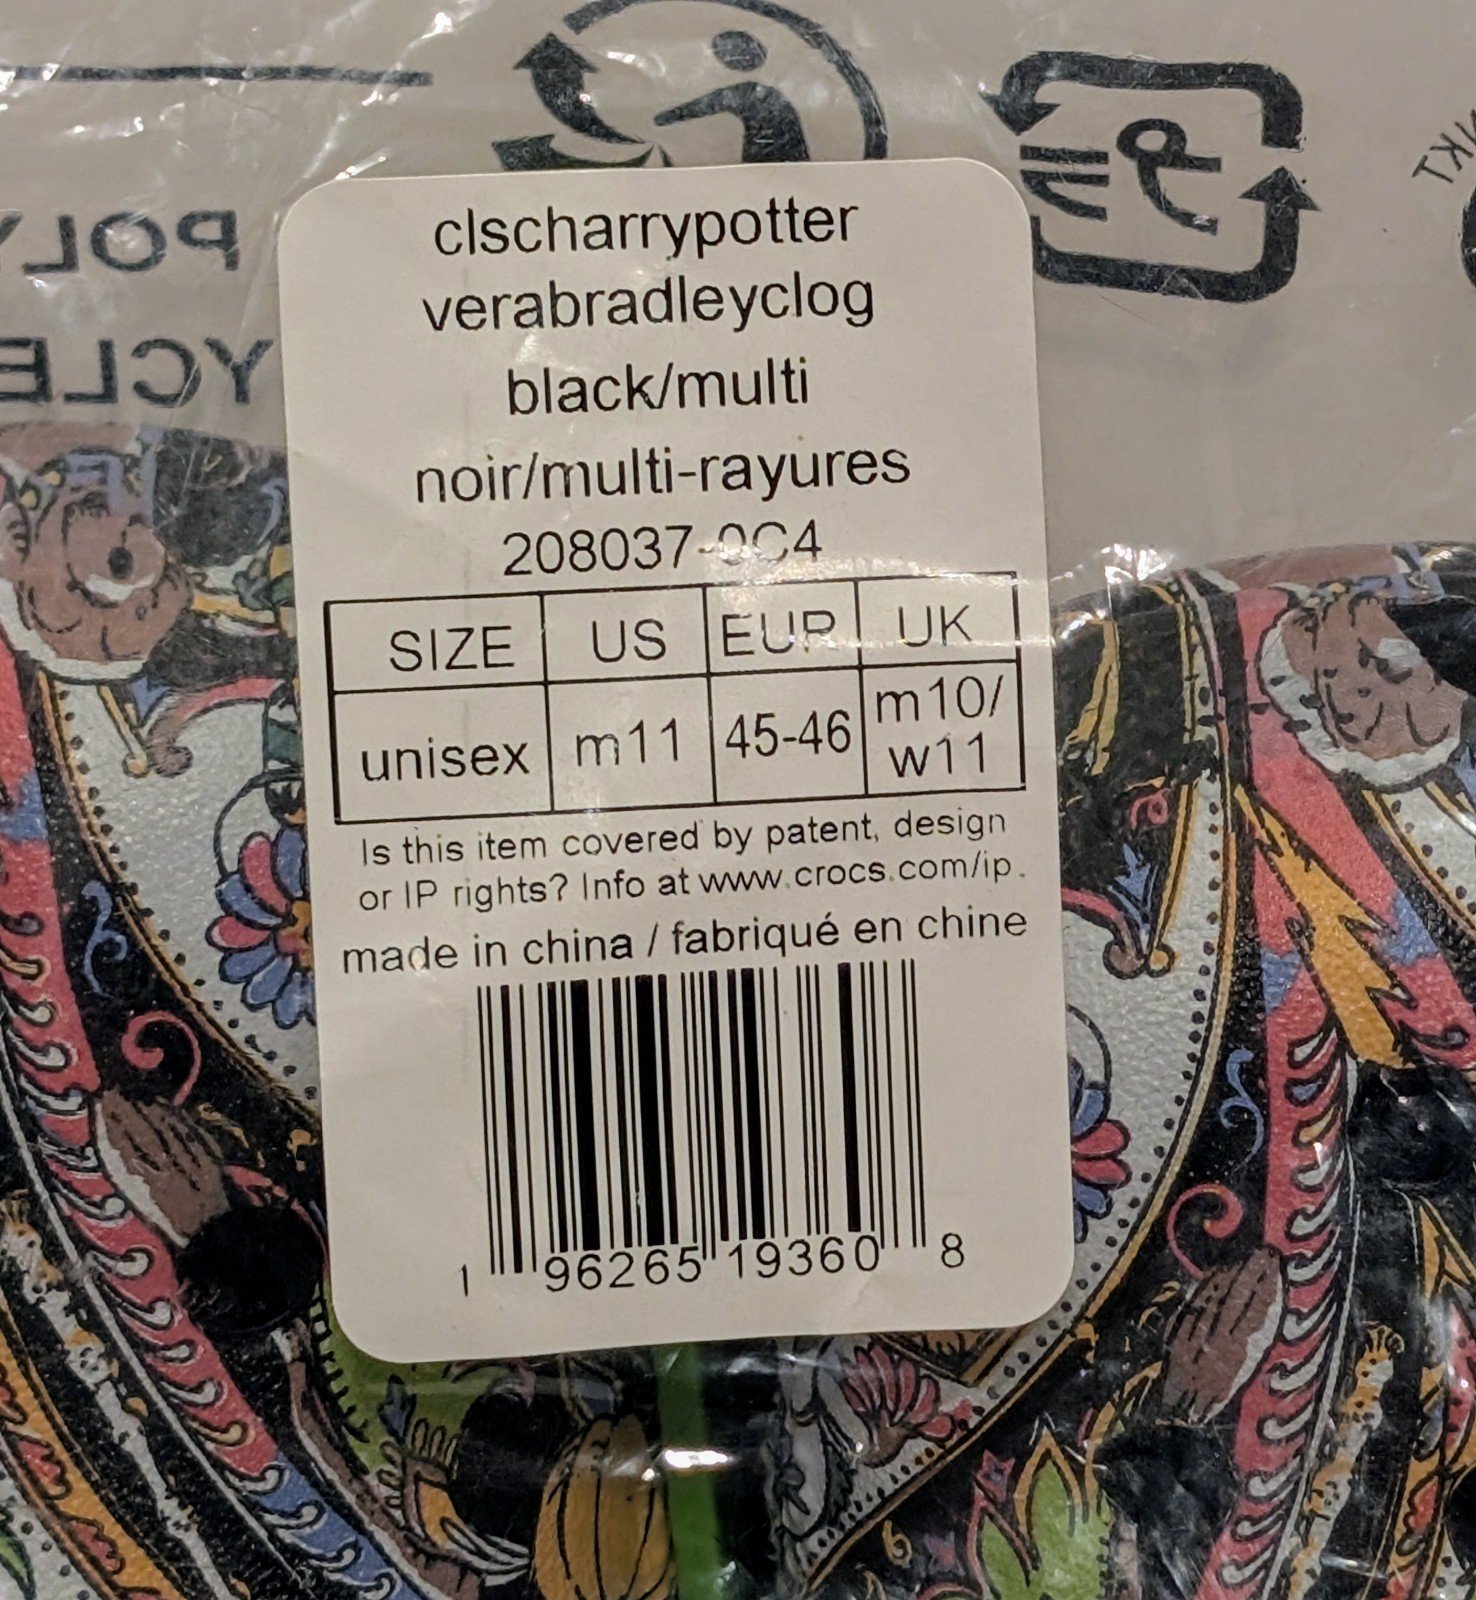 POLY
YCLE
clscharrypotter
verabradleyclog
black/multi
noir/multi-rayures
208037-0C4
SIZE US EUR UK
unisex m11 45-46 m10/
w11
Is this item covered by patent, design
or IP rights? Info at www.crocs.com/ip.
made in china / fabriqué en chine
1 96265 19360 8